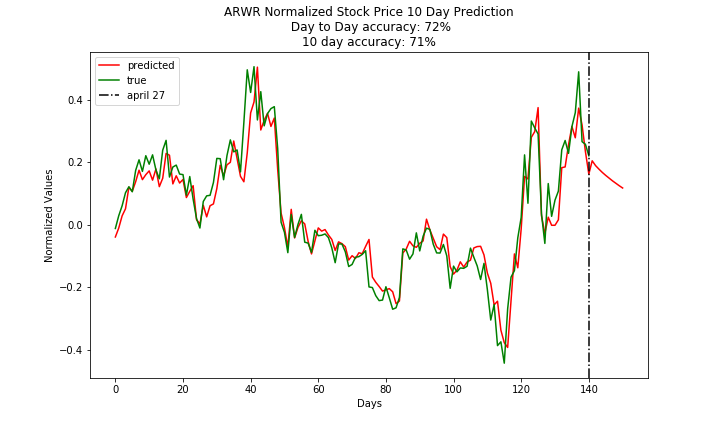 ARWR Normalized Stock Price 10 Day Prediction
Day to Day accuracy: 72%
10 day accuracy: 71%
predicted
true
april 27
Normalized Values
0.4
0.2
0.0
−0.2
−0.4
0 20 40 60 80 100 120 140
Days